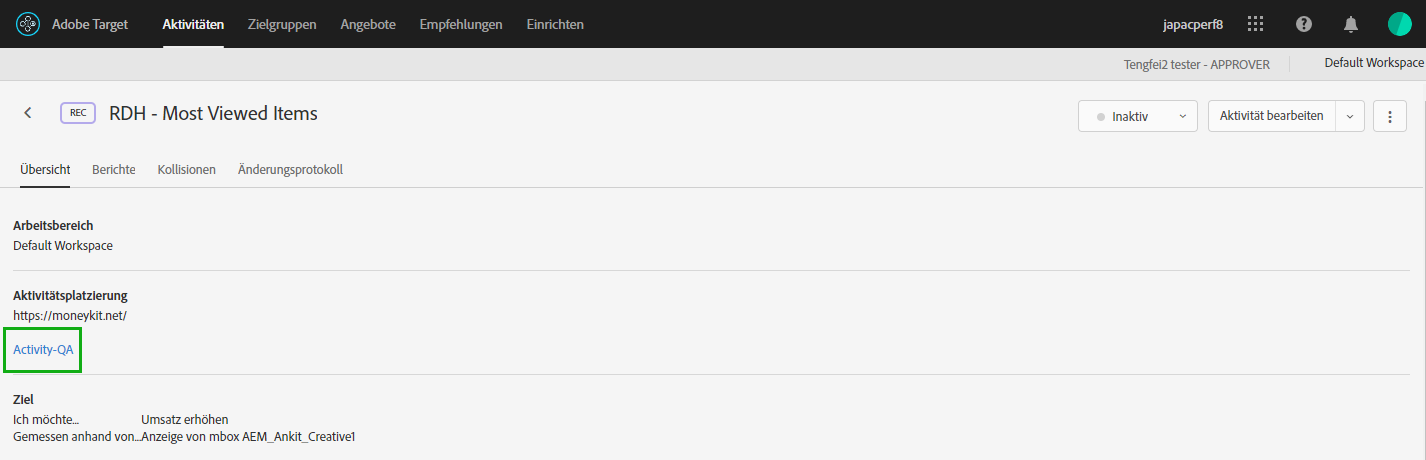 Adobe Target Aktivitäten Zielgruppen Angebote Empfehlungen Einrichten japacperf8
Tengfei2 tester - APPROVER Default Workspace
REC RDH - Most Viewed Items Inaktiv Aktivität bearbeiten
Übersicht Berichte Kollisionen Änderungsprotokoll
Arbeitsbereich
Default Workspace
Aktivitätsplatzierung
https://moneykit.net/
Activity-QA
Ziel
Ich möchte... Umsatz erhöhen
Gemessen anhand von... Anzeige von mbox AEM_Ankit_Creative1